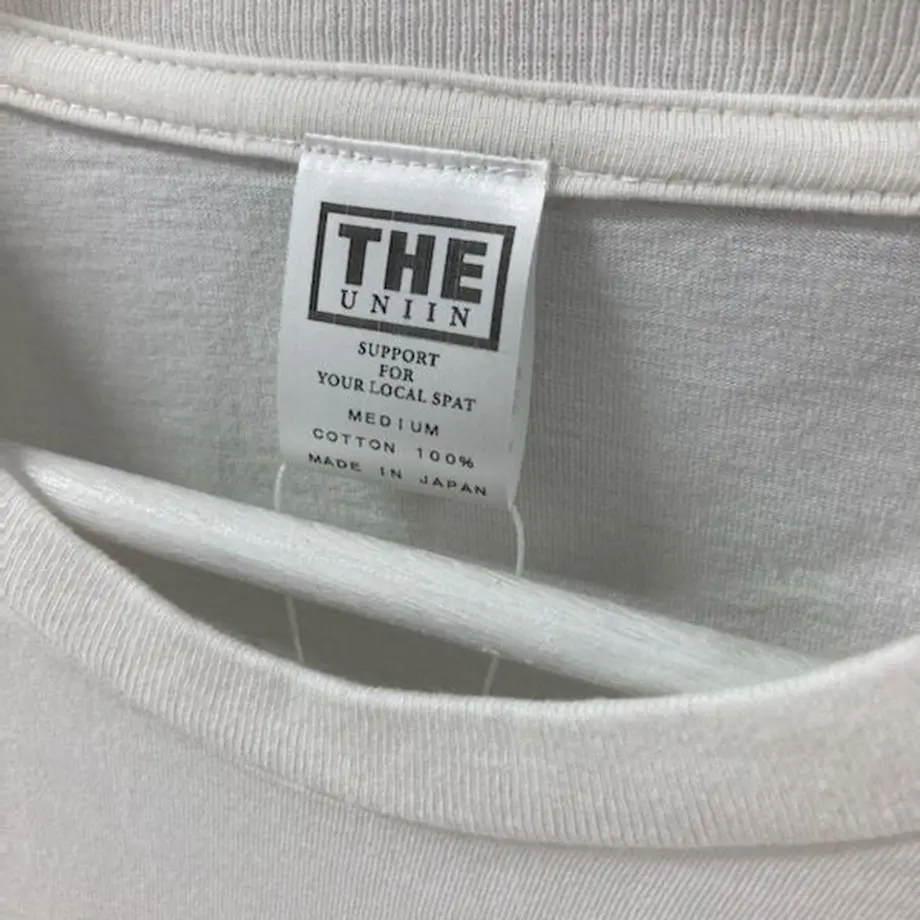 THE
UNIIN
SUPPORT
FOR
YOUR LOCAL SPAT
MEDIUM
COTTON 100%
MADE IN JAPAN